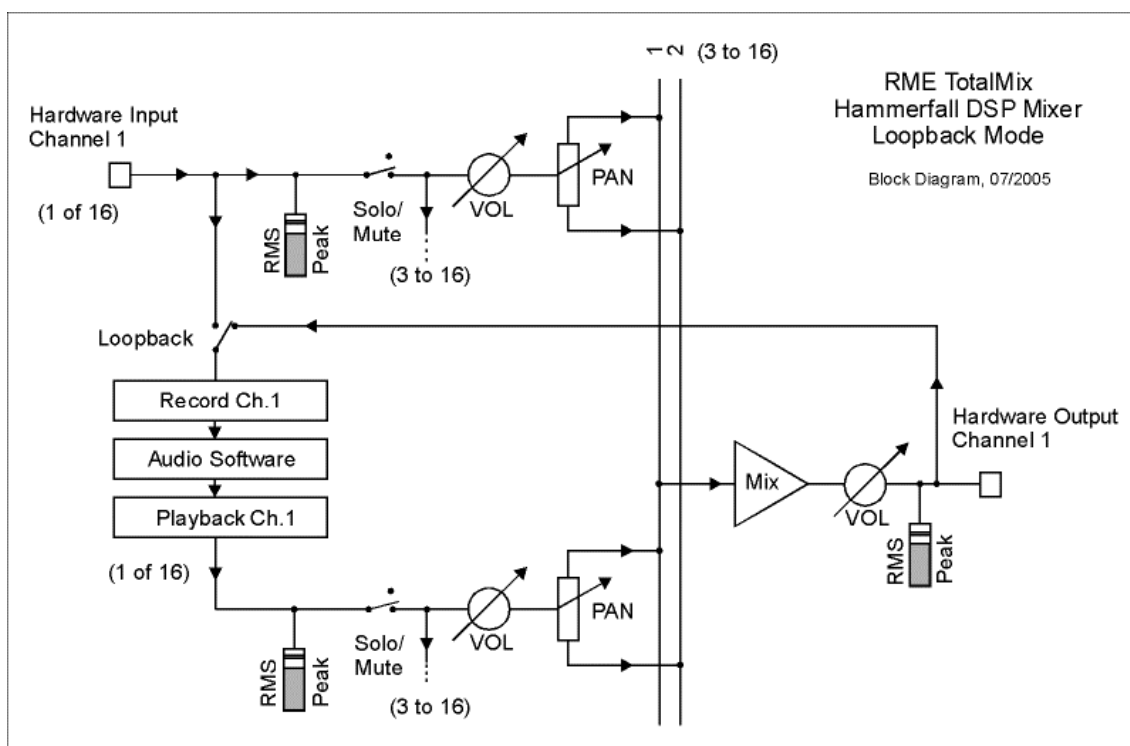 1
2
(3 to 16)
RME TotalMix
Hammerfall DSP Mixer
Loopback Mode
Block Diagram, 07/2005
Hardware Input
Channel 1
(1 of 16)
RMS
Peak
Solo/
Mute
(3 to 16)
VOL
PAN
Loopback
Record Ch.1
Audio Software
Playback Ch.1
(1 of 16)
RMS
Peak
Solo/
Mute
(3 to 16)
VOL
PAN
Mix
VOL
Hardware Output
Channel 1
RMS
Peak